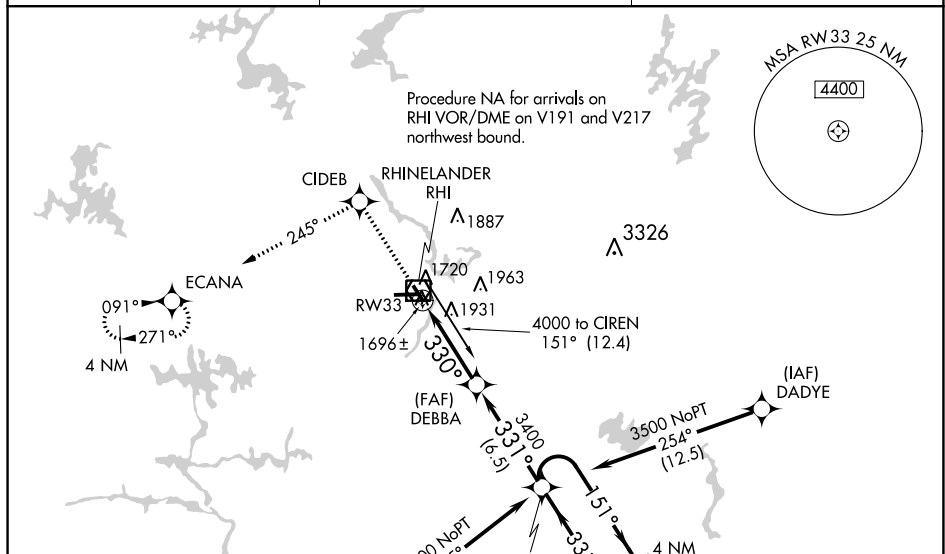 MSA RW33 25 NM
4400
Procedure NA for arrivals on
RHI VOR/DME on V191 and V217
northwest bound.
CIDEB
RHINELANDER
RHI
1887
3326
245°
1720
1963
ECANA
091°
RW33
1931
271°
1696±
4000 to CIREN
151° (12.4)
4 NM
330°
(IAF)
DADYE
(FAF)
DEBBA
3400
331°
(6.5)
3500 NoPT
254°
(12.5)
151°
NoPT
4 NM